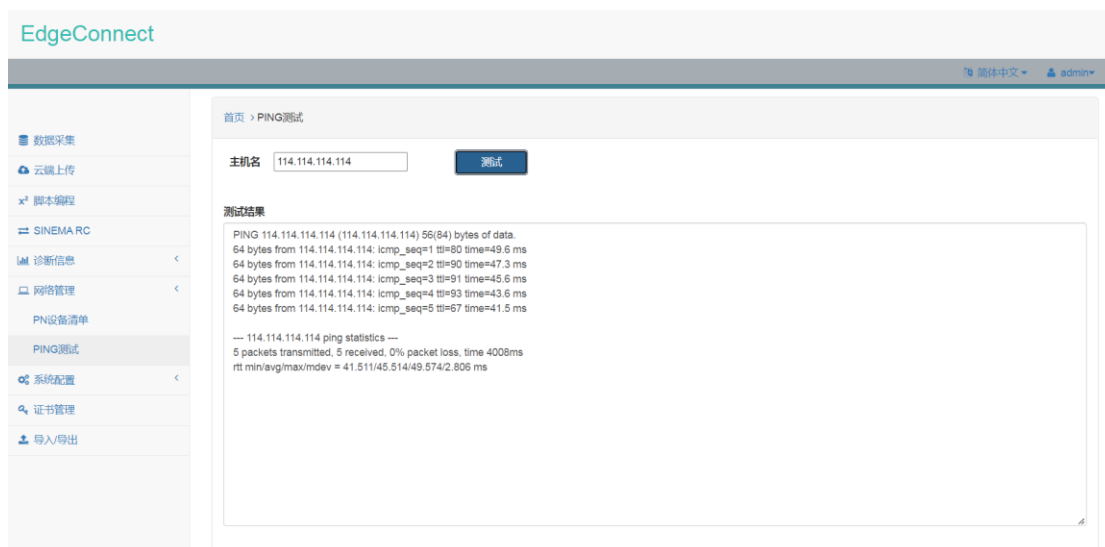 EdgeConnect
简体中文 admin
首页 > PING测试
数据采集
云端上传
x² 脚本编程
SINEMA RC
诊断信息
网络管理
PN设备清单
PING测试
系统配置
证书管理
导入/导出
主机名 114.114.114.114 测试
测试结果
PING 114.114.114.114 (114.114.114.114) 56(84) bytes of data.
64 bytes from 114.114.114.114: icmp_seq=1 ttl=80 time=49.6 ms
64 bytes from 114.114.114.114: icmp_seq=2 ttl=90 time=47.3 ms
64 bytes from 114.114.114.114: icmp_seq=3 ttl=91 time=45.6 ms
64 bytes from 114.114.114.114: icmp_seq=4 ttl=93 time=43.6 ms
64 bytes from 114.114.114.114: icmp_seq=5 ttl=67 time=41.5 ms
--- 114.114.114.114 ping statistics ---
5 packets transmitted, 5 received, 0% packet loss, time 4008ms
rtt min/avg/max/mdev = 41.511/45.514/49.574/2.806 ms